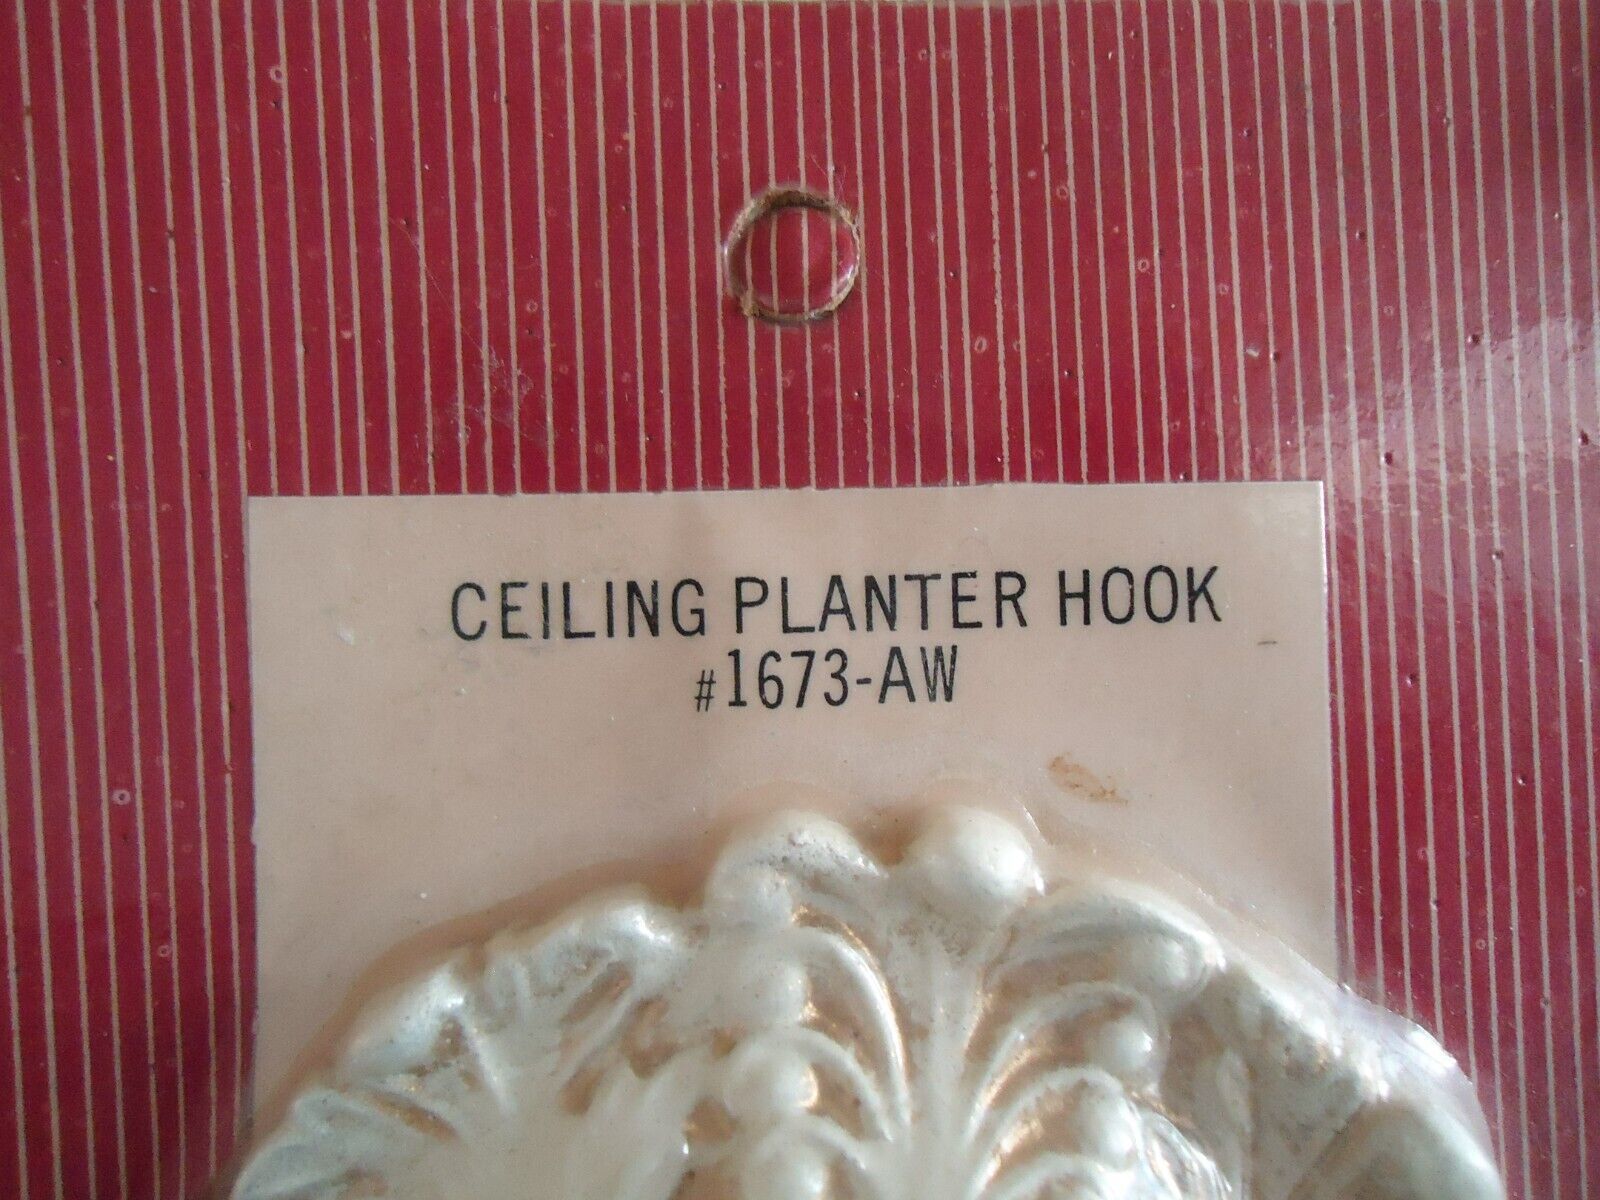 CEILING PLANTER HOOK
#1673-AW